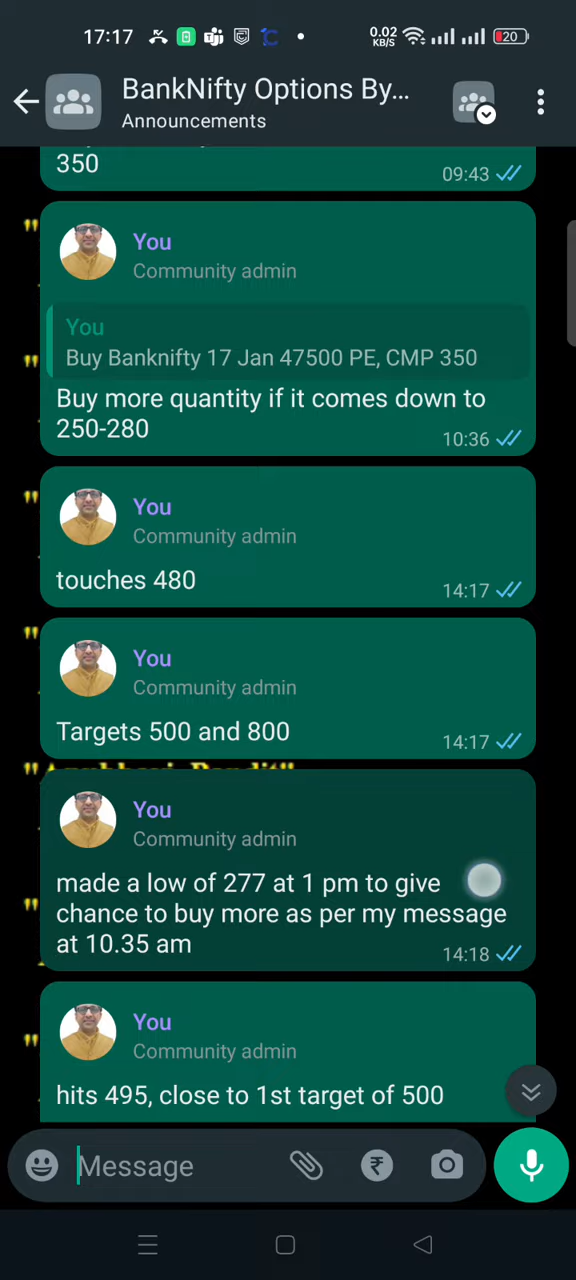 17:17
0.02
KB/S
20
BankNifty Options By...
Announcements
350
09:43
You
Community admin
You
Buy Banknifty 17 Jan 47500 PE, CMP 350
Buy more quantity if it comes down to
250-280
10:36
You
Community admin
touches 480
14:17
You
Community admin
Targets 500 and 800
14:17
You
Community admin
made a low of 277 at 1 pm to give
chance to buy more as per my message
at 10.35 am
14:18
You
Community admin
hits 495, close to 1st target of 500
Message